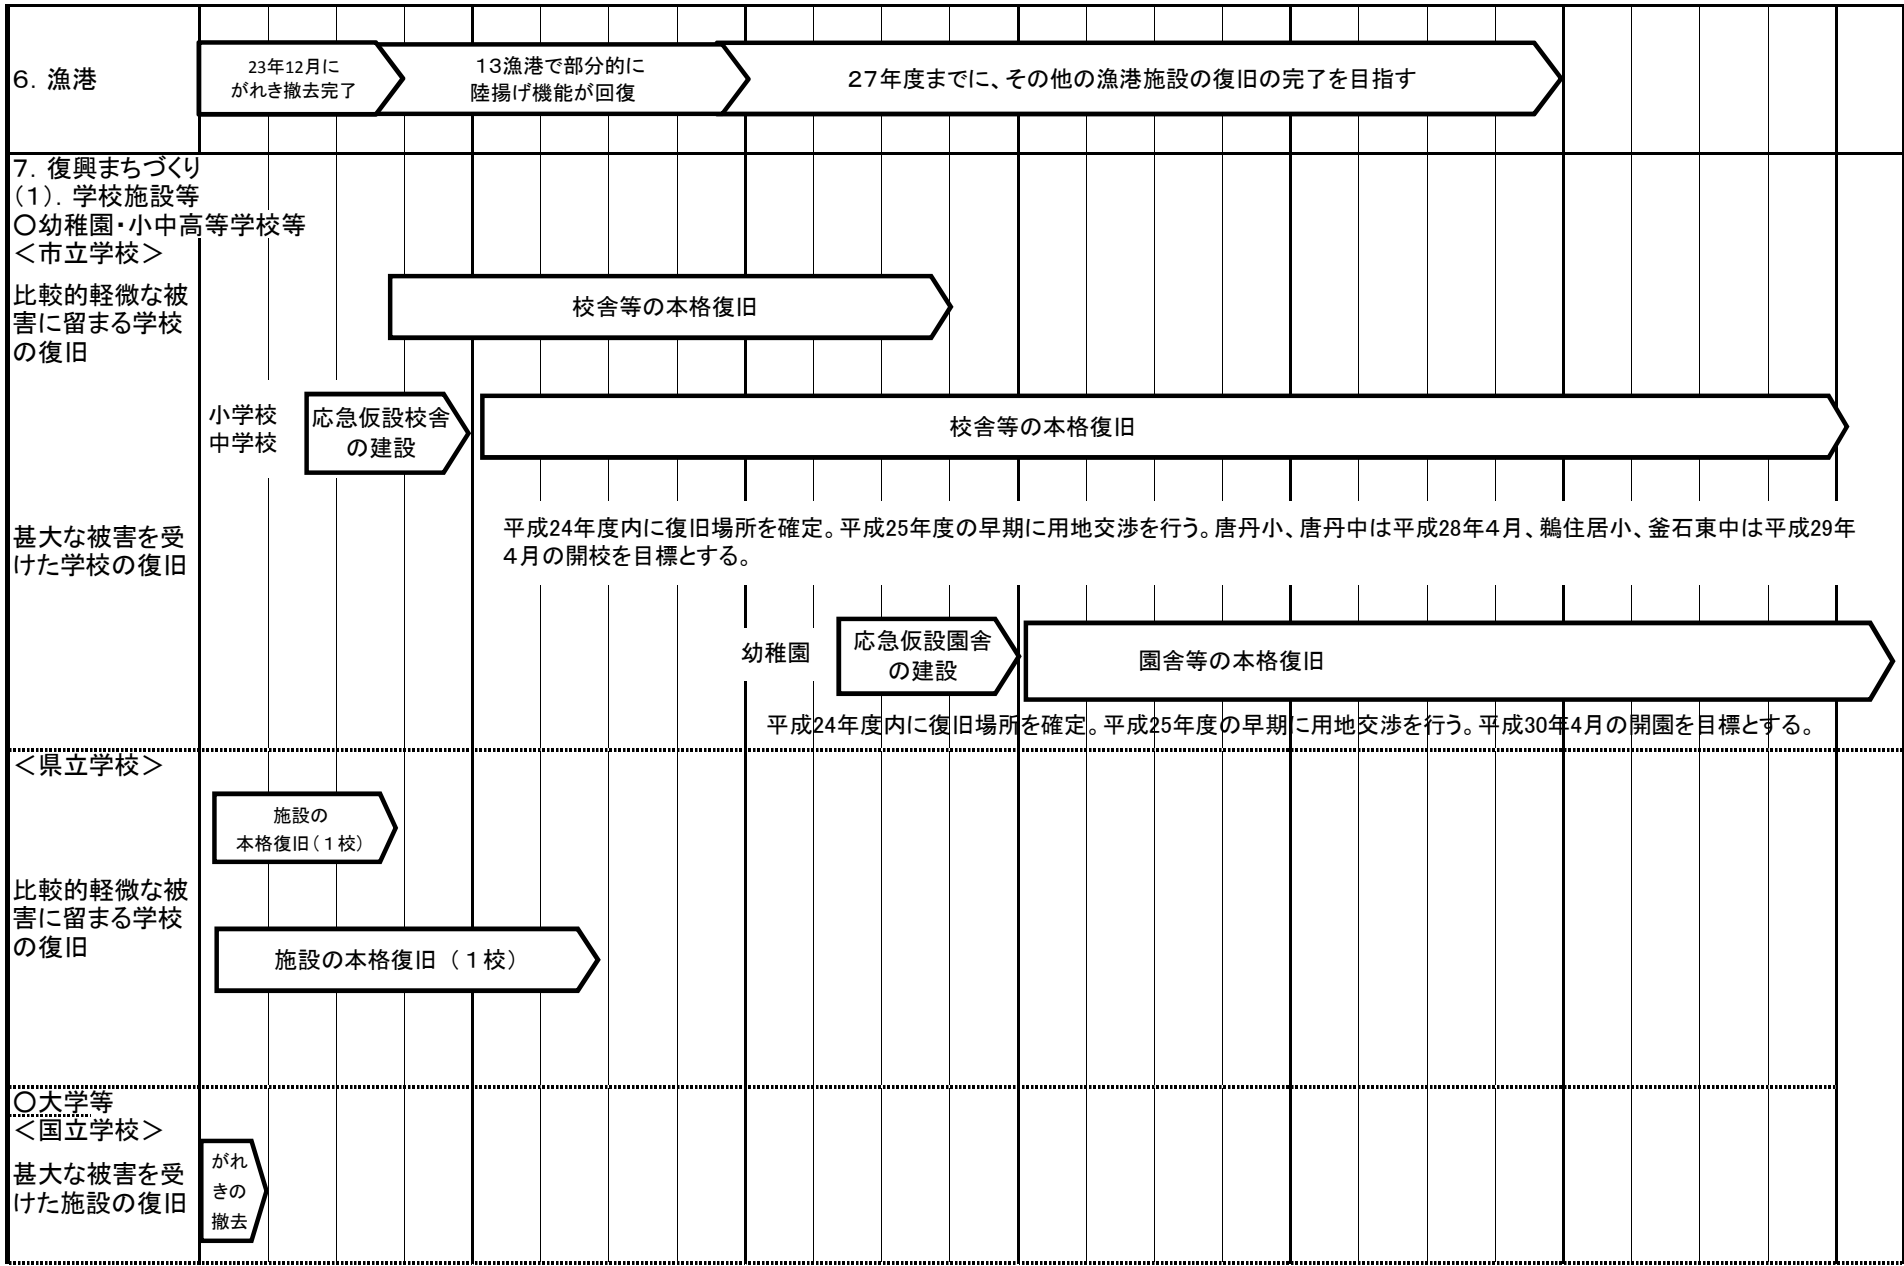 6．漁港
23年12月に
がれき撤去完了
13漁港で部分的に
陸揚げ機能が回復
27年度までに、その他の漁港施設の復旧の完了を目指す
7．復興まちづくり
（1）．学校施設等
○幼稚園・小中高等学校等
＜市立学校＞
比較的軽微な被
害に留まる学校
の復旧
校舎等の本格復旧
小学校
中学校
応急仮設校舎
の建設
校舎等の本格復旧
甚大な被害を受
けた学校の復旧
平成24年度内に復旧場所を確定。平成25年度の早期に用地交渉を行う。唐丹小、唐丹中は平成28年4月、鵜住居小、釜石東中は平成29年
4月の開校を目標とする。
幼稚園
応急仮設園舎
の建設
園舎等の本格復旧
平成24年度内に復旧場所を確定。平成25年度の早期に用地交渉を行う。平成30年4月の開園を目標とする。
＜県立学校＞
施設の
本格復旧（１校）
比較的軽微な被
害に留まる学校
の復旧
施設の本格復旧（１校）
○大学等
＜国立学校＞
甚大な被害を受
けた施設の復旧
がれ
きの
撤去